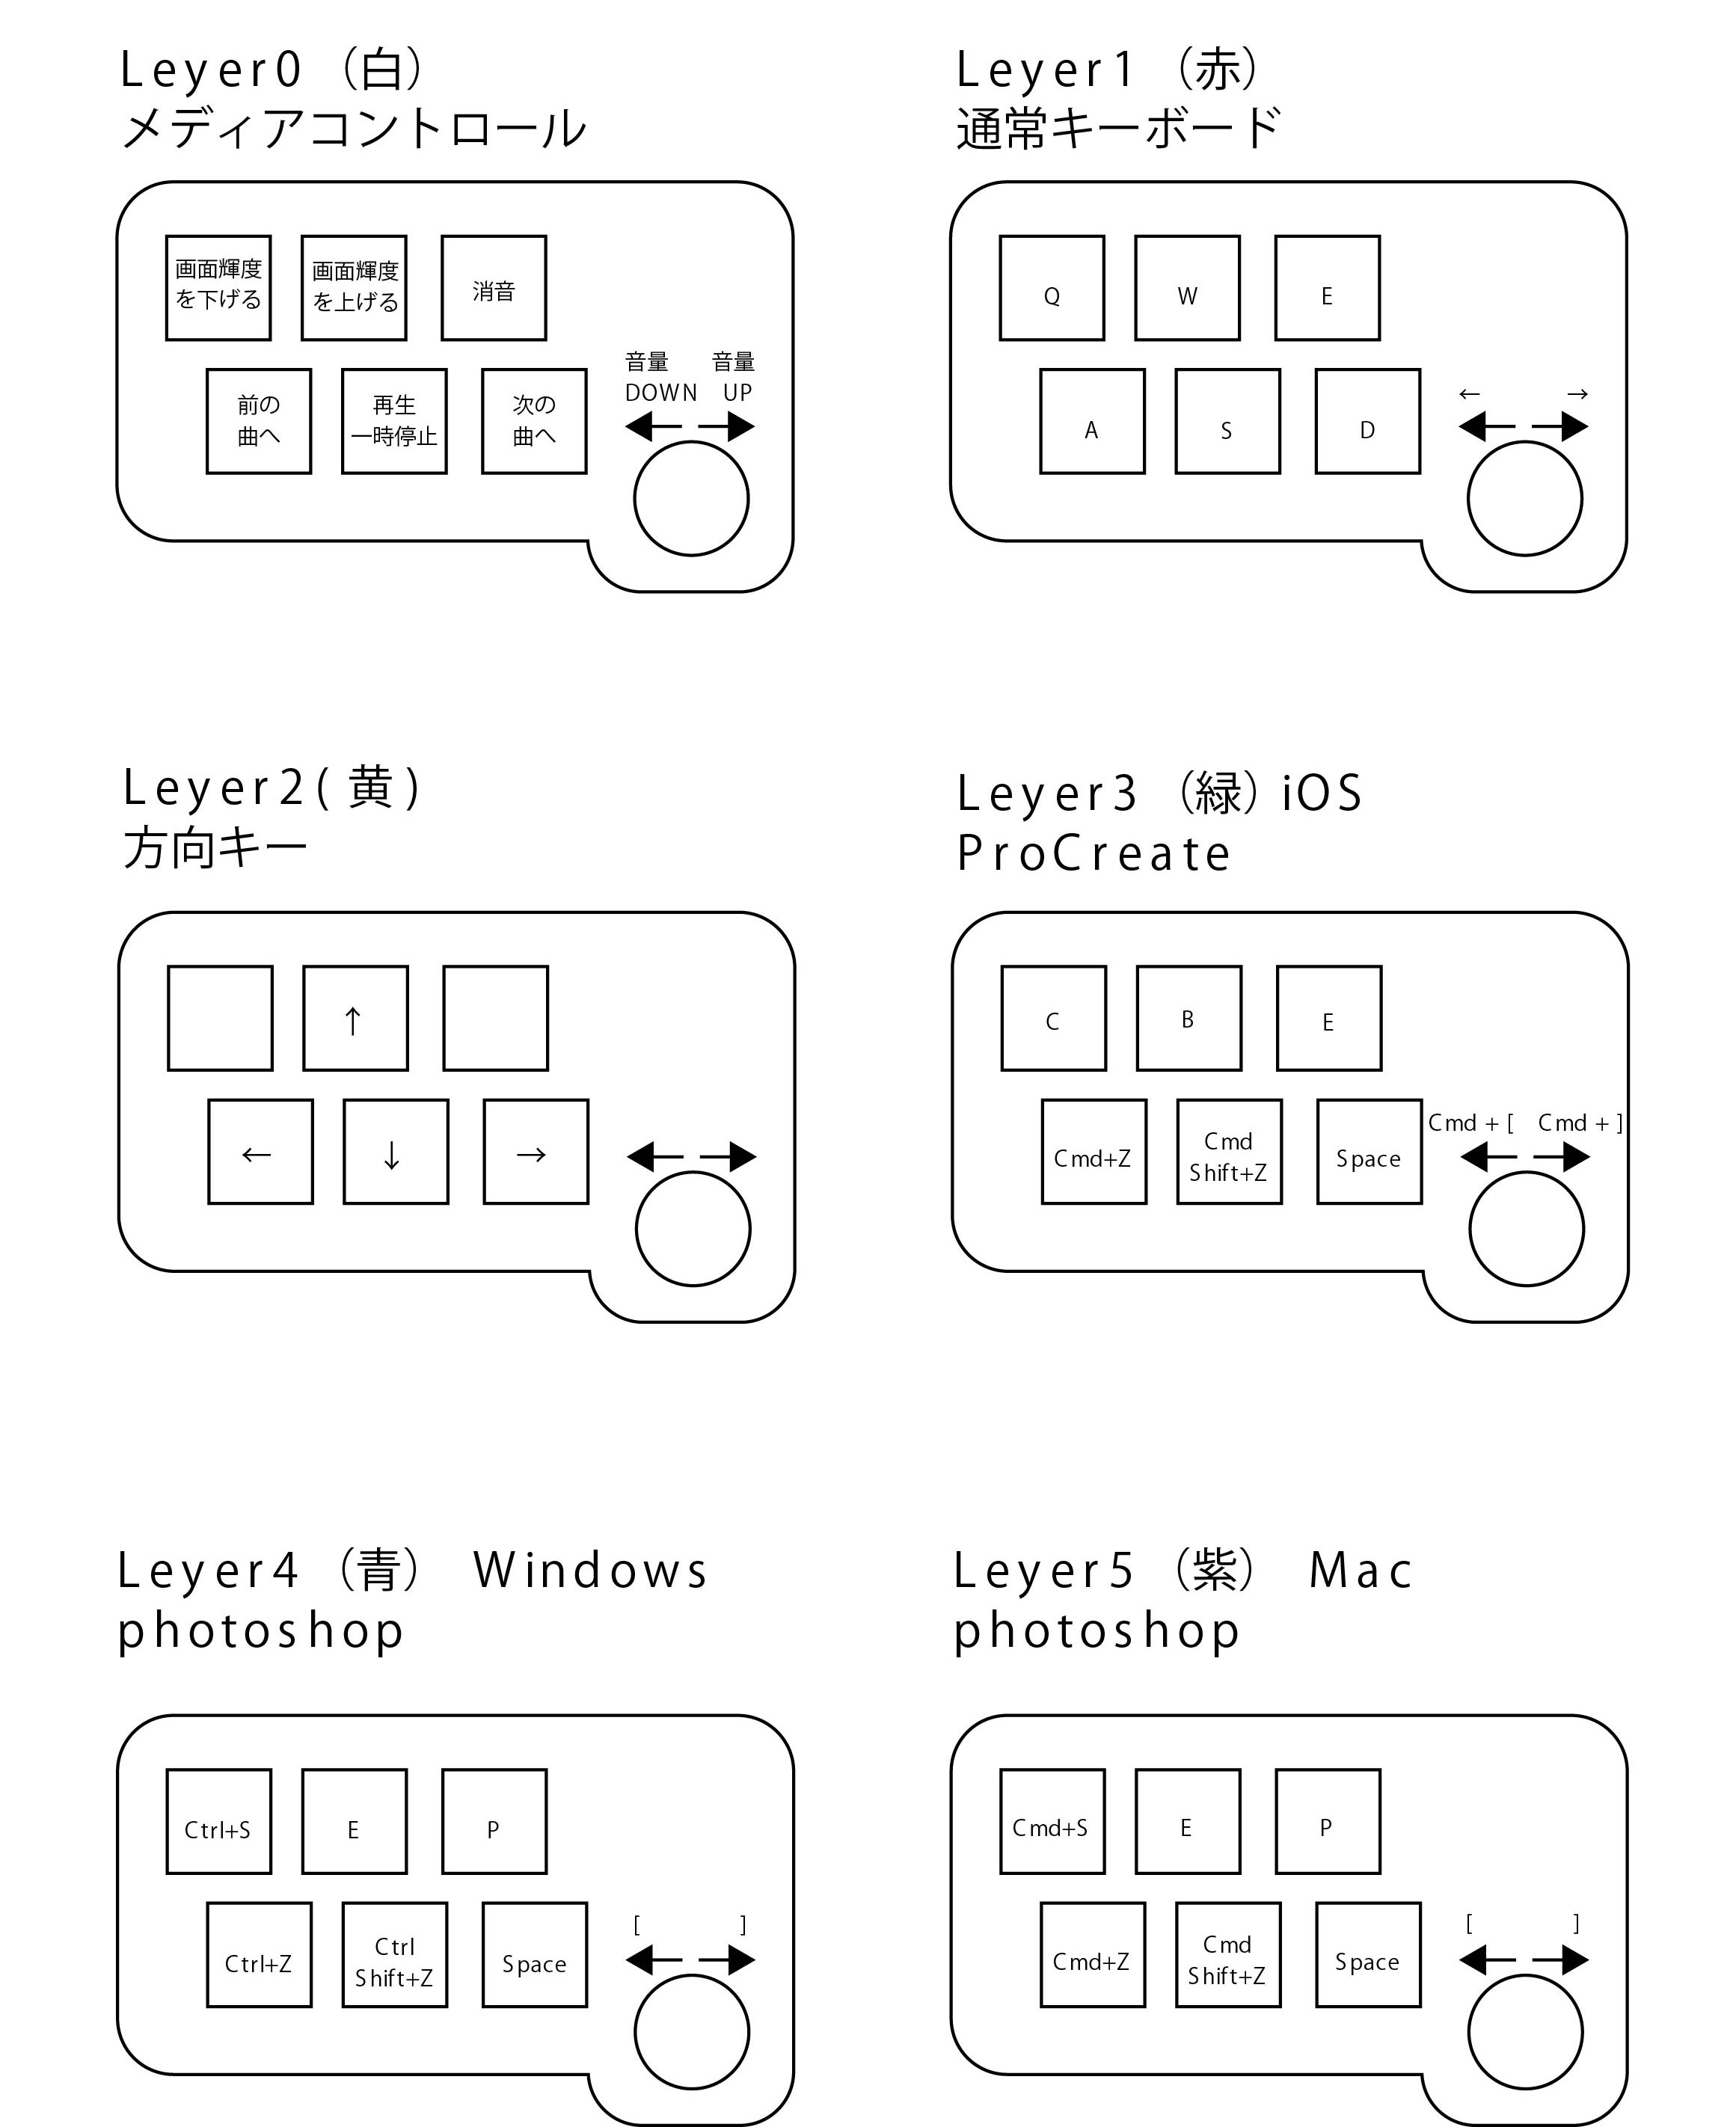 Leyer0（白）
メディアコントロール
画面輝度
を下げる
画面輝度
を上げる
消音
前の
曲へ
再生
一時停止
次の
曲へ
音量
DOWN
音量
UP
Leyer1（赤）
通常キーボード
Q
W
E
A
S
D
←
→
Leyer2(黄)
方向キー
↑
←
↓
→
Leyer3（緑）iOS
ProCreate
C
B
E
Cmd+Z
Cmd
Shift+Z
Space
Cmd + [
Cmd + ]
Leyer4（青） Windows
photoshop
Ctrl+S
E
P
Ctrl+Z
Ctrl
Shift+Z
Space
[
]
Leyer5（紫） Mac
photoshop
Cmd+S
E
P
Cmd+Z
Cmd
Shift+Z
Space
[
]